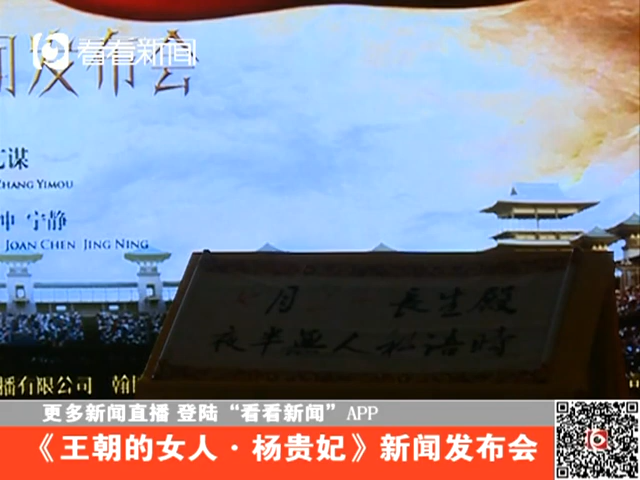 看看新闻
闻发布会
艺谋
ZHANG YIMOU
冲 宁静
JOAN CHEN JING NING
月 長生殿
夜半無人私语時
播有限公司 翰
更多新闻直播 登陆“看看新闻”APP
《王朝的女人·杨贵妃》新闻发布会